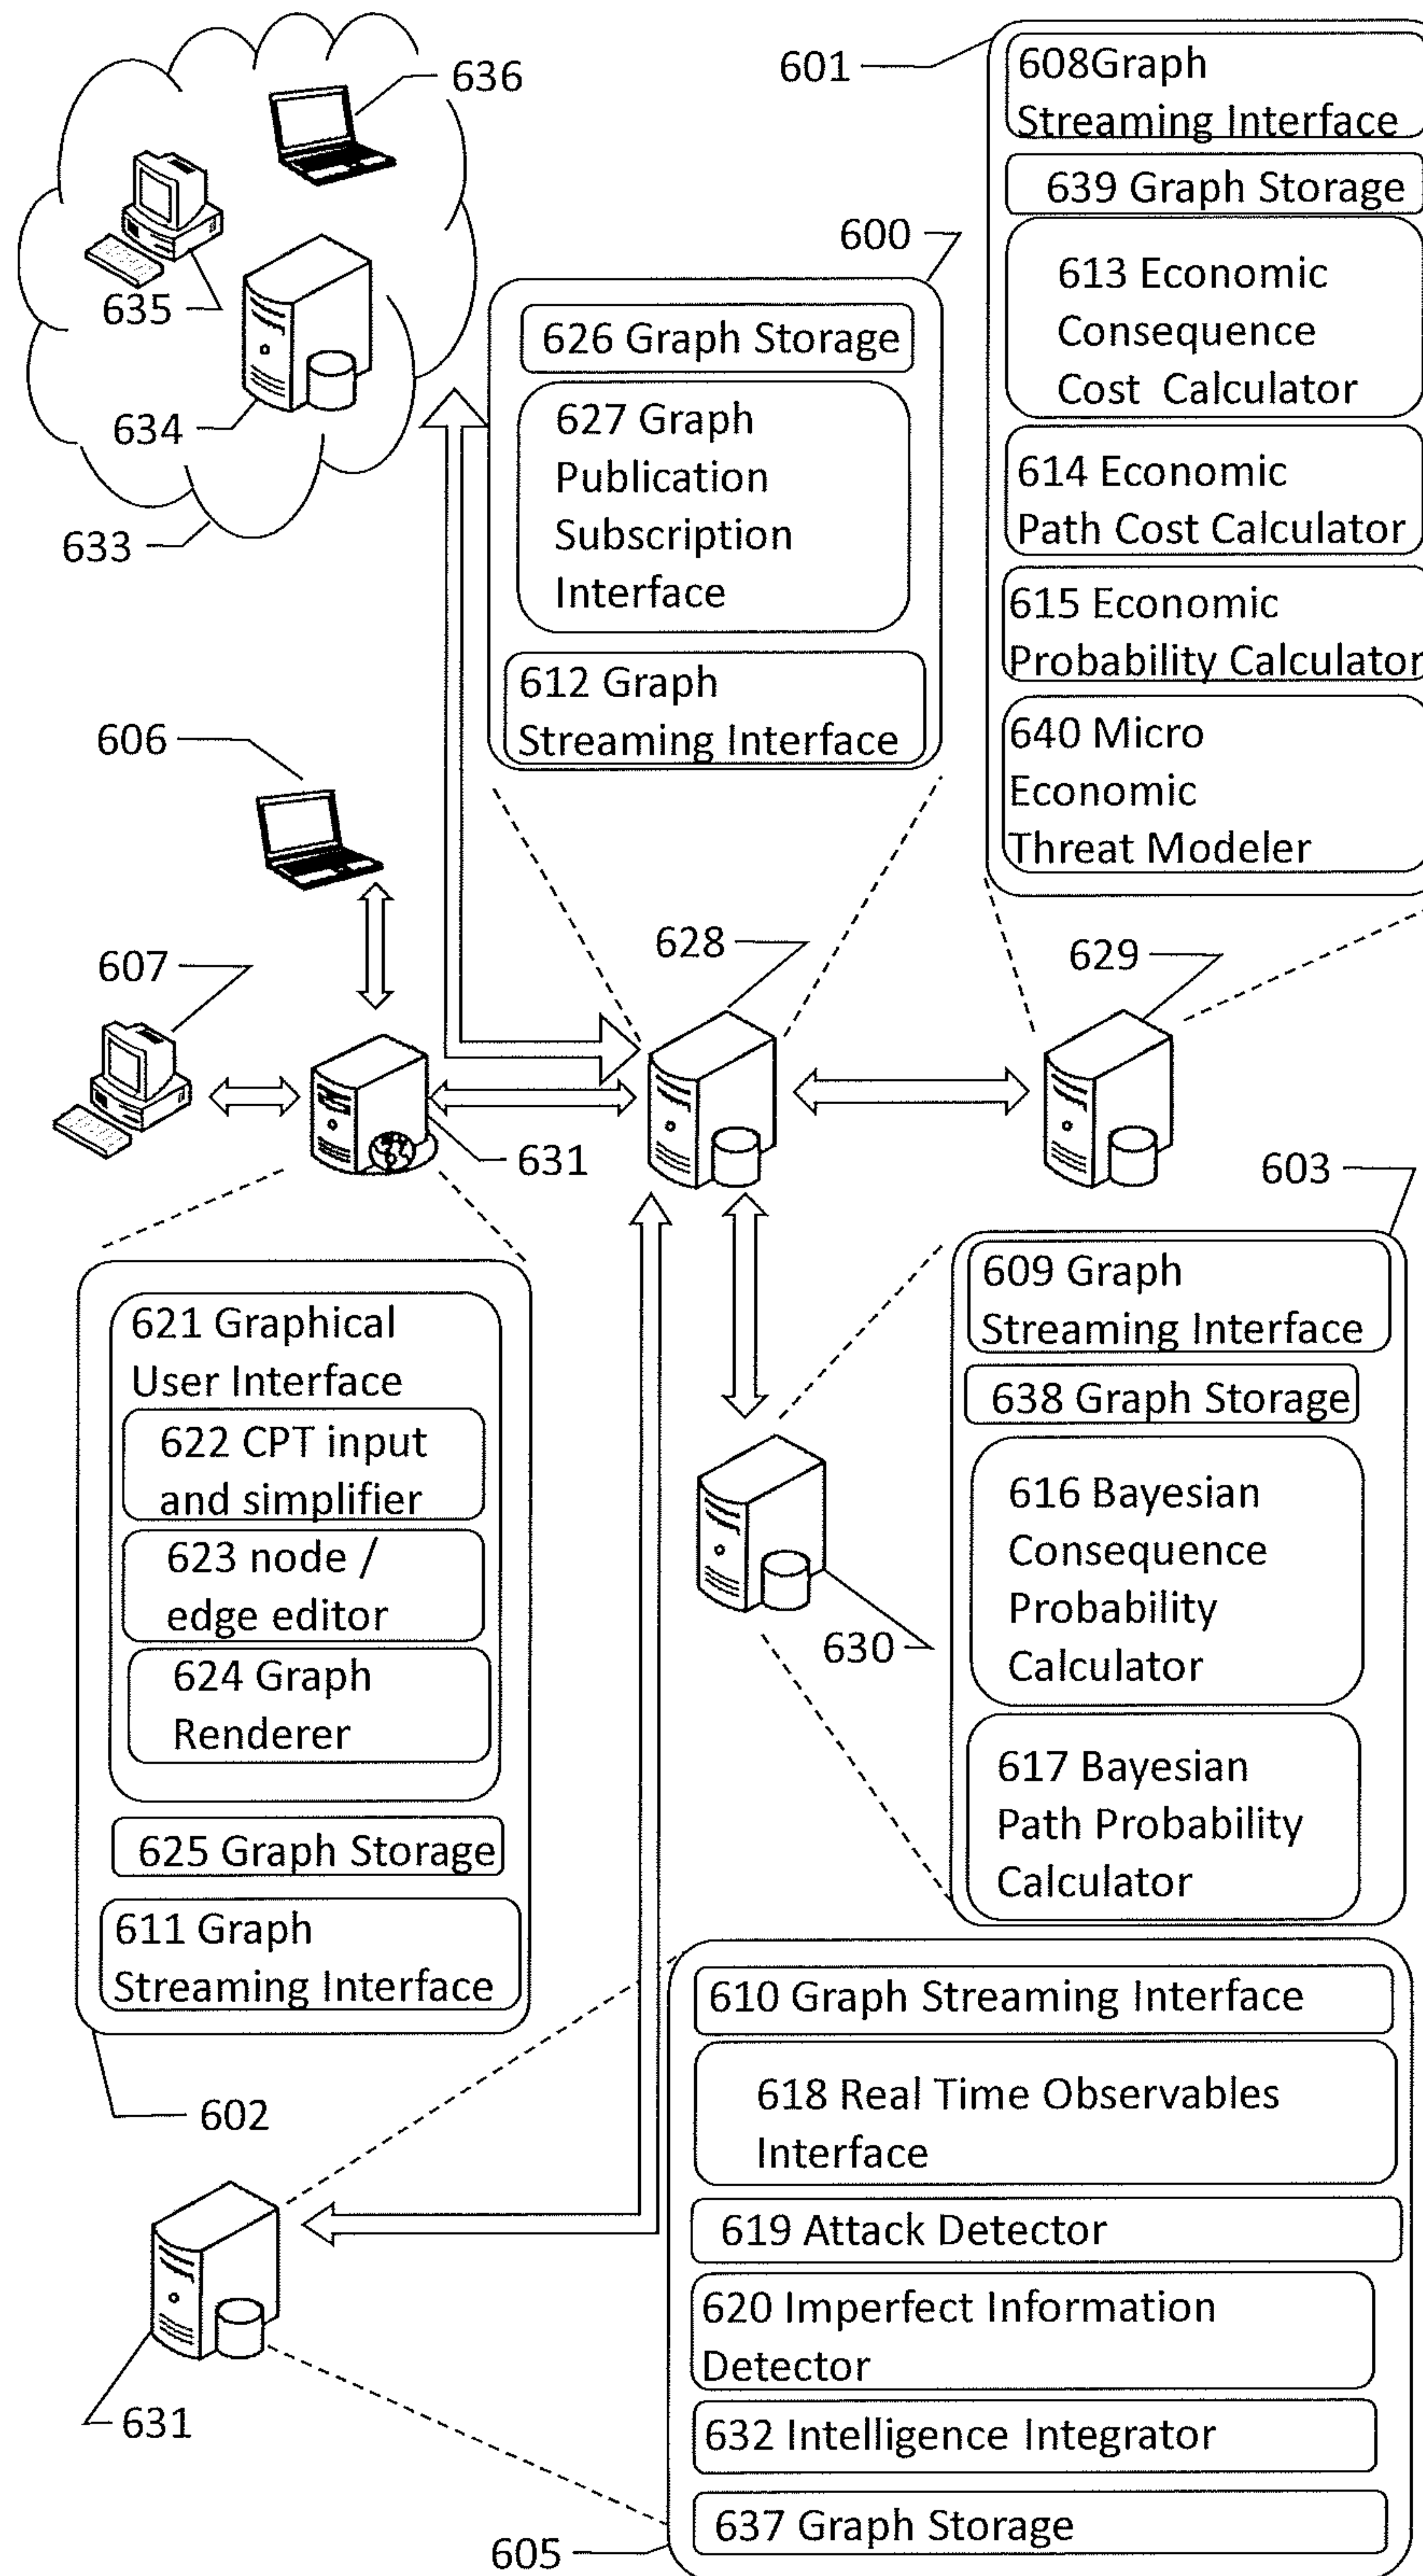 636
635
634
633
601
608Graph
Streaming Interface
639 Graph Storage
613 Economic
Consequence
Cost Calculator
614 Economic
Path Cost Calculator
615 Economic
Probability Calculator
640 Micro
Economic
Threat Modeler
600
626 Graph Storage
627 Graph
Publication
Subscription
Interface
612 Graph
Streaming Interface
606
607
628
629
631
603
609 Graph
Streaming Interface
638 Graph Storage
616 Bayesian
Consequence
Probability
Calculator
617 Bayesian
Path Probability
Calculator
630
621 Graphical
User Interface
622 CPT input
and simplifier
623 node /
edge editor
624 Graph
Renderer
625 Graph Storage
611 Graph
Streaming Interface
602
610 Graph Streaming Interface
618 Real Time Observables
Interface
619 Attack Detector
620 Imperfect Information
Detector
632 Intelligence Integrator
637 Graph Storage
631
605